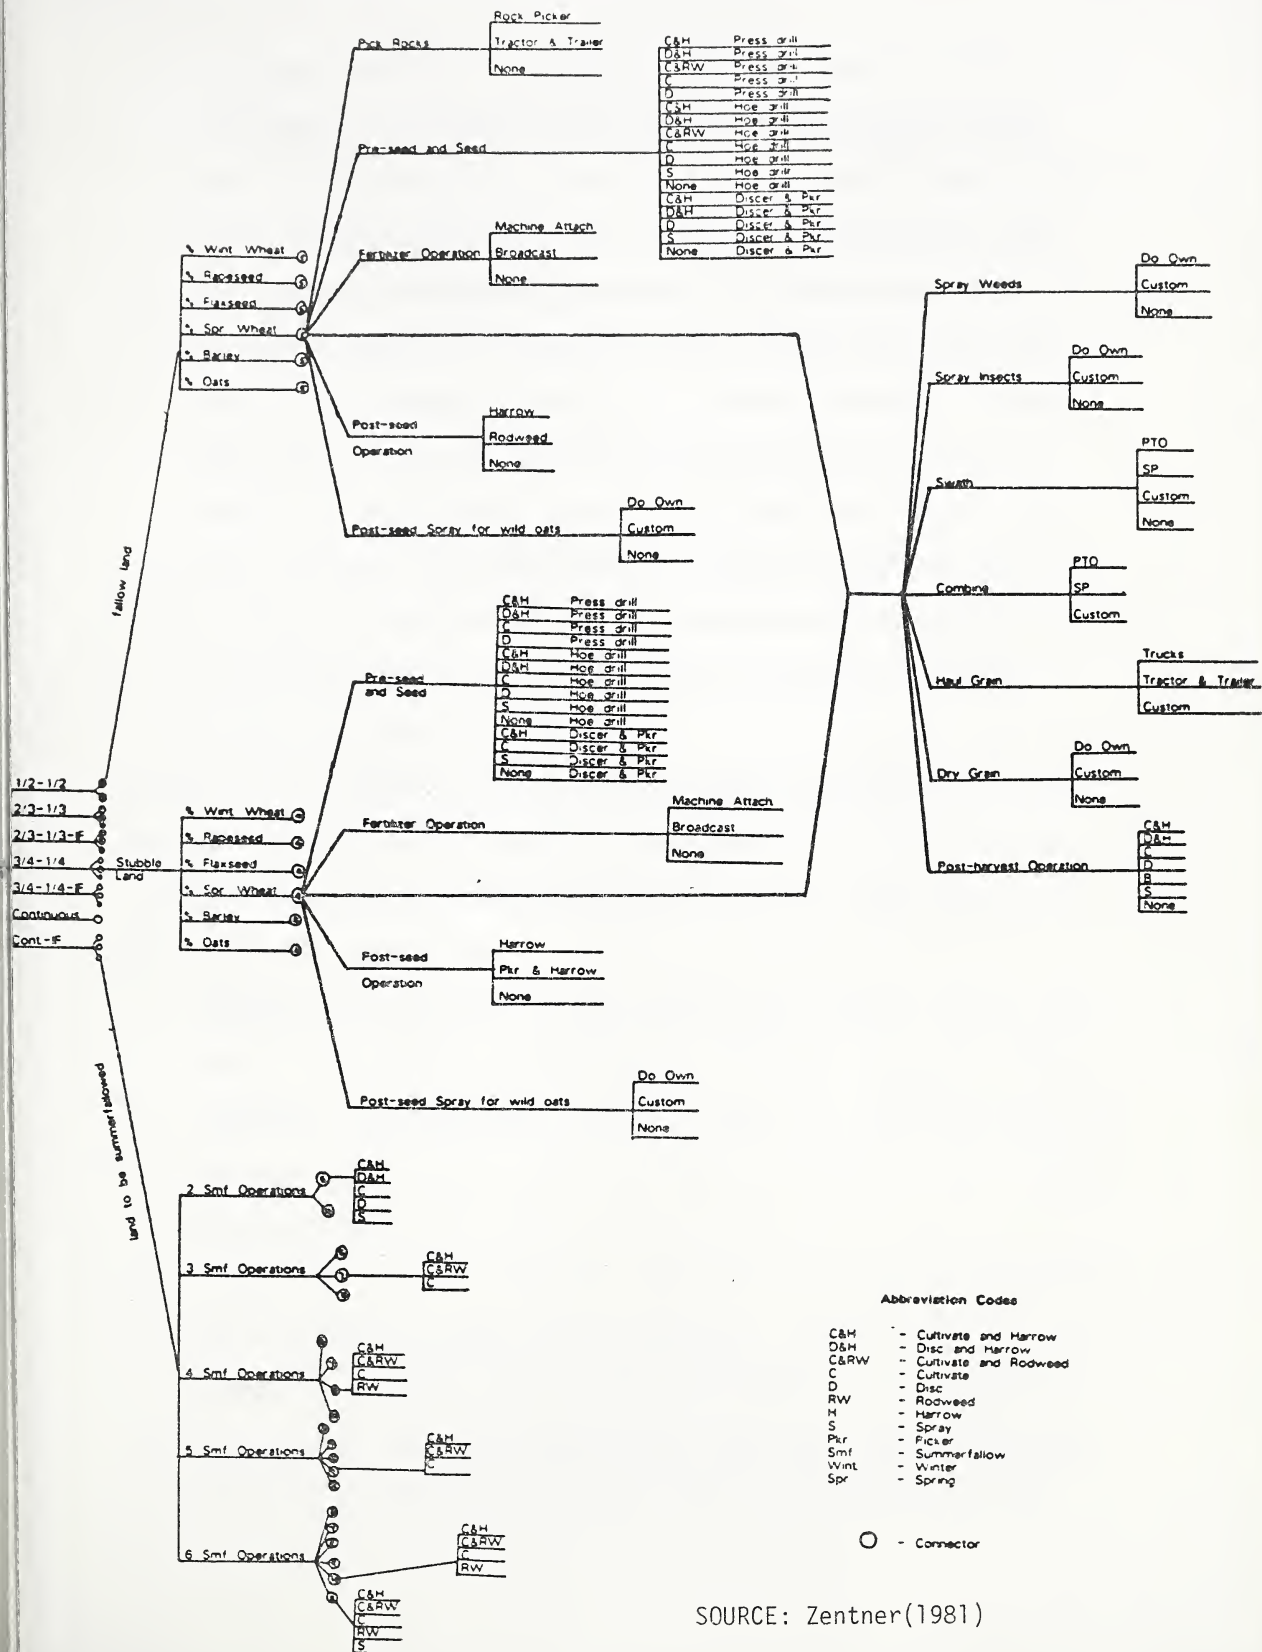 Rock Picker
Pick Rocks
Tractor & Trailer
None
C&H Press drill
D&H Press drill
C&RW Press drill
C Press drill
D Press drill
C&H Hoe drill
D&H Hoe drill
C&RW Hoe drill
C Hoe drill
D Hoe drill
S Hoe drill
None Hoe drill
C&H Discer & Pkr
D&H Discer & Pkr
D Discer & Pkr
S Discer & Pkr
None Discer & Pkr
Pre-seed and Seed
Machine Attach
Fertilizer Operation
Broadcast
None
% Wint Wheat
% Rapeseed
% Flaxseed
% Spr Wheat
% Barley
% Oats
Harrow
Post-seed
Operation
Rodweed
None
Do Own
Post-seed Spray for wild oats
Custom
None
fallow land
Do Own
Spray Weeds
Custom
None
Do Own
Spray Insects
Custom
None
PTO
Swath
SP
Custom
None
PTO
Combine
SP
Custom
Trucks
Haul Grain
Tractor & Trailer
Custom
Do Own
Dry Grain
Custom
None
C&H
D&H
C
Post-harvest Operation
D
B
S
None
C&H Press drill
D&H Press drill
C Press drill
D Press drill
C&H Hoe drill
D&H Hoe drill
C Hoe drill
D Hoe drill
S Hoe drill
None Hoe drill
C&H Discer & Pkr
C Discer & Pkr
S Discer & Pkr
None Discer & Pkr
Pre-seed
and Seed
1/2-1/2
2/3-1/3
2/3-1/3-IF
3/4-1/4
3/4-1/4-IF
Continuous
Cont-IF
Stubble
Land
% Wint Wheat
% Rapeseed
% Flaxseed
% Spr Wheat
% Barley
% Oats
Machine Attach
Fertilizer Operation
Broadcast
None
Harrow
Post-seed
Operation
Pkr & Harrow
None
Do Own
Post-seed Spray for wild oats
Custom
None
land to be summerfallowed
2 Smf Operations
C&H
D&H
C
D
S
3 Smf Operations
C&H
C&RW
C
4 Smf Operations
C&H
C&RW
C
RW
5 Smf Operations
C&H
C&RW
C
6 Smf Operations
C&H
C&RW
C
RW
C&H
C&RW
C
RW
S
Abbreviation Codes
C&H - Cultivate and Harrow
D&H - Disc and Harrow
C&RW - Cultivate and Rodweed
C - Cultivate
D - Disc
RW - Rodweed
H - Harrow
S - Spray
Pkr - Picker
Smf - Summerfallow
Wint - Winter
Spr - Spring
O - Connector
SOURCE: Zentner(1981)